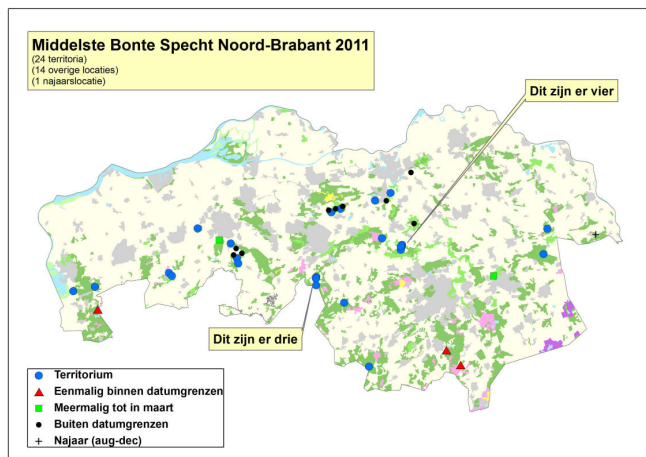 Middelste Bonte Specht Noord-Brabant 2011
(24 territoria)
(14 overige locaties)
(1 najaarslocatie)
Dit zijn er vier
Dit zijn er drie
Territorium
Eenmalig binnen datumgrenzen
Meermalig tot in maart
Buiten datumgrenzen
Najaar (aug-dec)